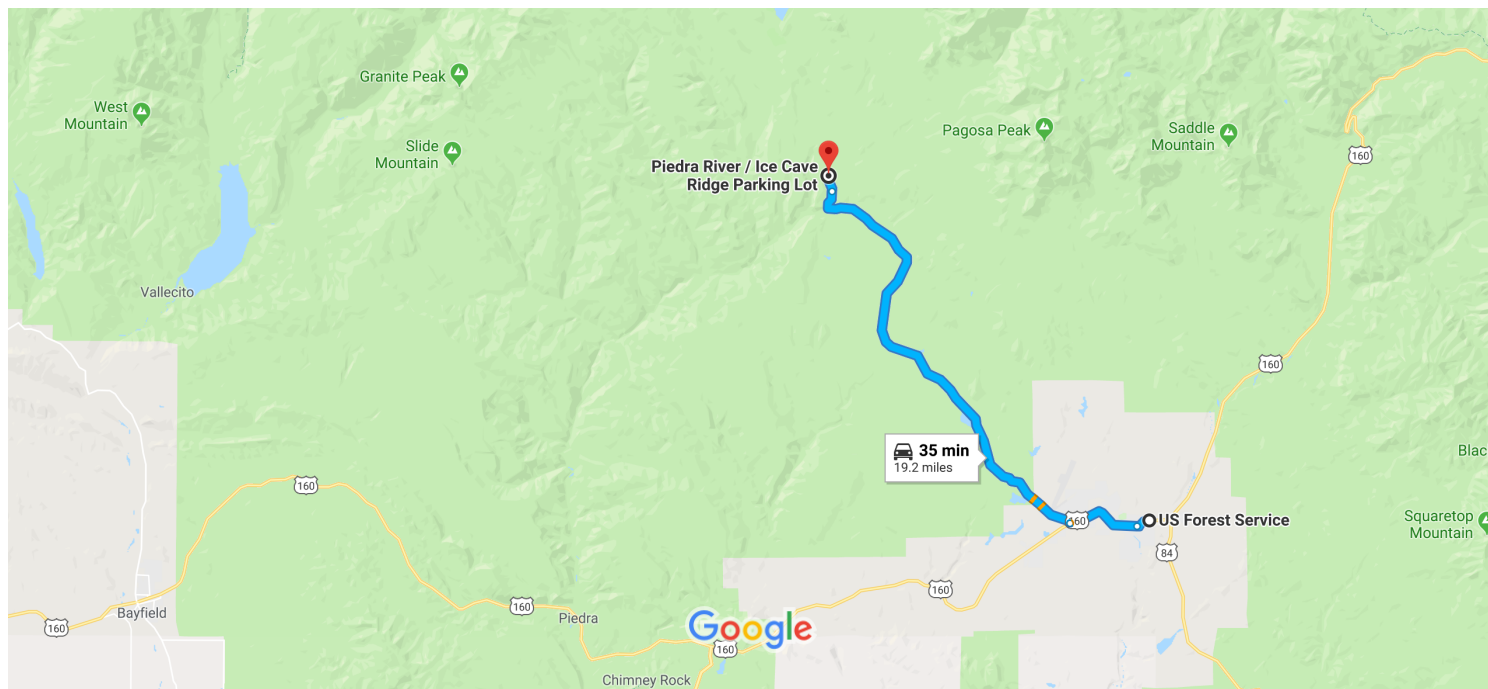 Granite Peak
West
Mountain
Slide
Mountain
Pagosa Peak
Saddle
Mountain
160
Piedra River / Ice Cave
Ridge Parking Lot
Vallecito
160
35 min
19.2 miles
Blac
160
160
US Forest Service
Squaretop
Mountain
84
160
160
Bayfield
160
Piedra
Google
160
Chimney Rock